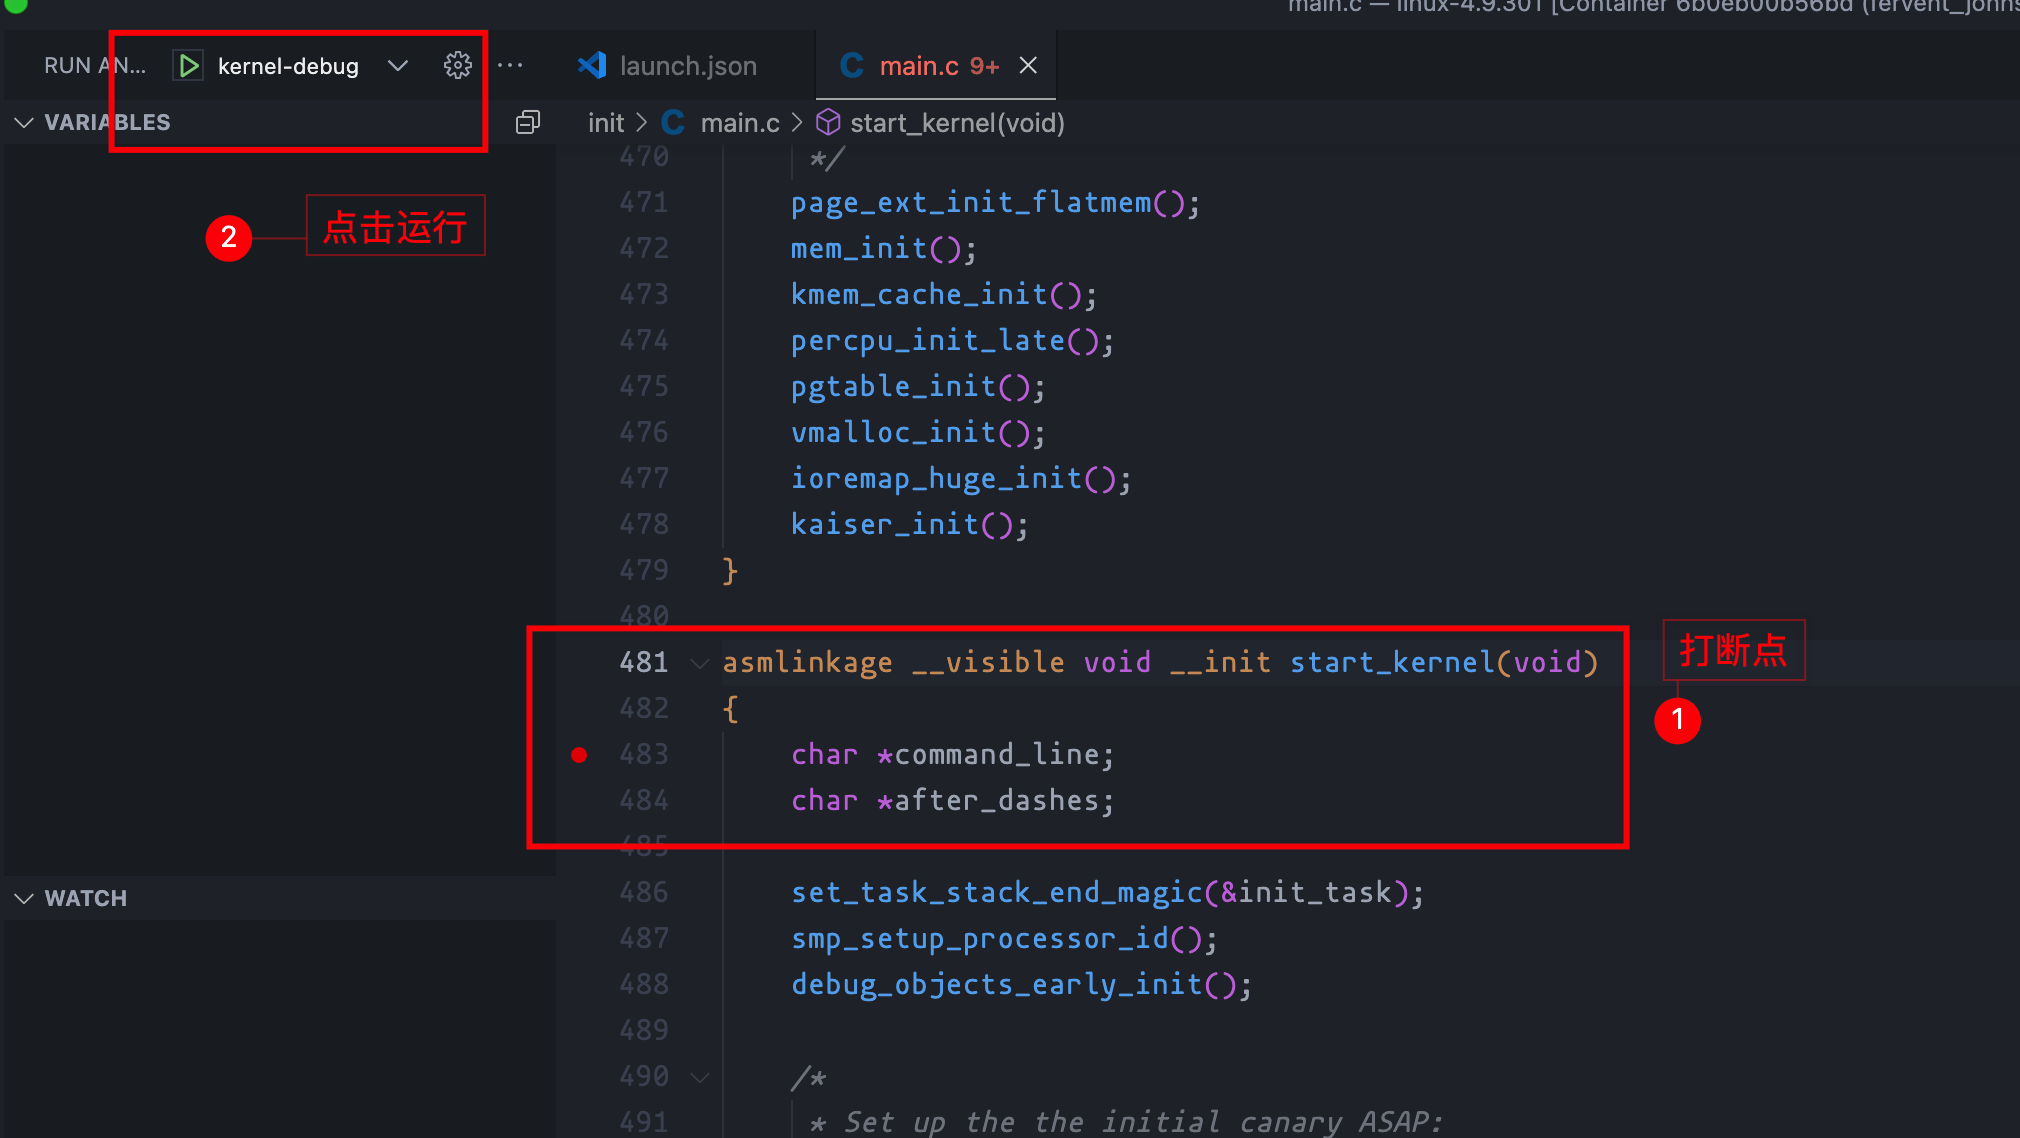 main.c — linux-4.9.301 [Container 6b0eb00b56bd (fervent_johns
RUN AN... kernel-debug ...
launch.json
main.c 9+
VARIABLES
init > main.c > start_kernel(void)
2 点击运行
470 */
471 page_ext_init_flatmem();
472 mem_init();
473 kmem_cache_init();
474 percpu_init_late();
475 pgtable_init();
476 vmalloc_init();
477 ioremap_huge_init();
478 kaiser_init();
479 }
480
481 asmlinkage __visible void __init start_kernel(void)
打断点
482 {
1
483 char *command_line;
484 char *after_dashes;
485
WATCH
486 set_task_stack_end_magic(&init_task);
487 smp_setup_processor_id();
488 debug_objects_early_init();
489
490 /*
491 * Set up the the initial canary ASAP: